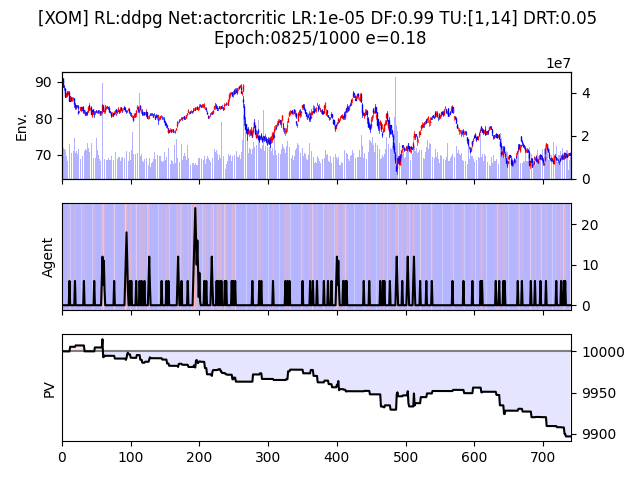 [XOM] RL:ddpg Net:actorcritic LR:1e-05 DF:0.99 TU:[1,14] DRT:0.05
Epoch:0825/1000 e=0.18
1e7
90
80
70
Env.
4
2
0
Agent
20
10
0
PV
10000
9950
9900
0 100 200 300 400 500 600 700